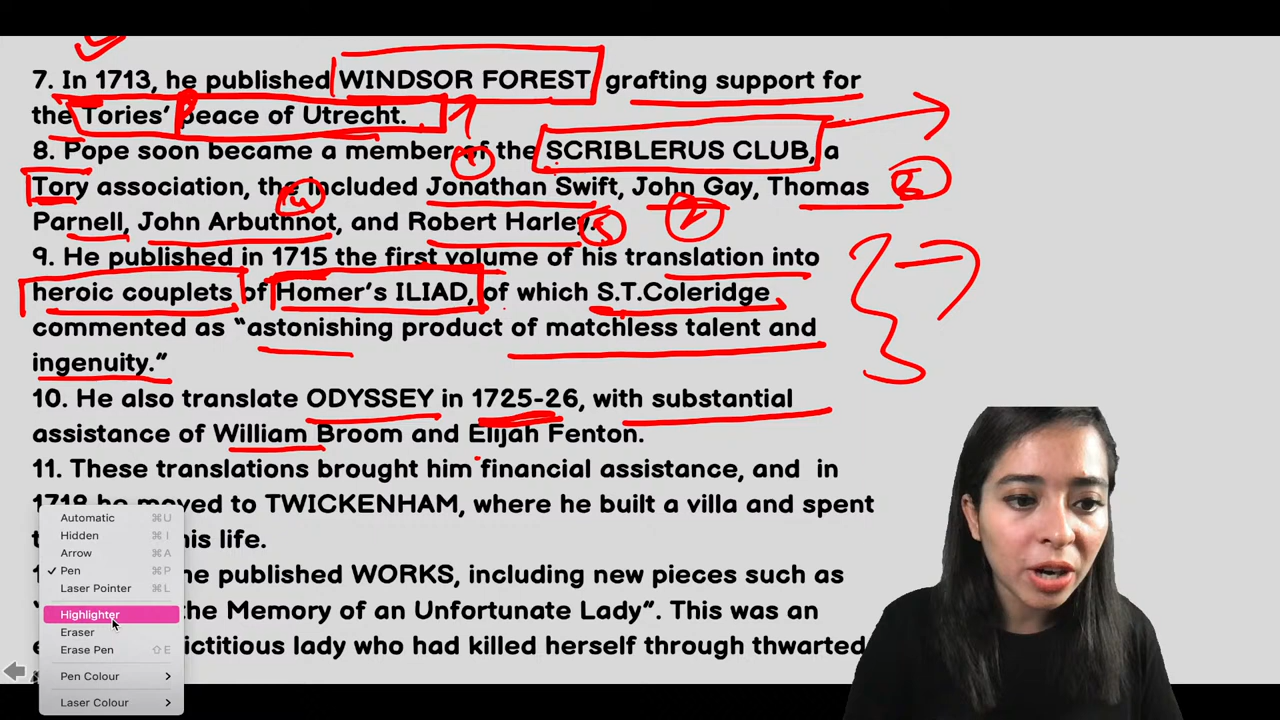 7. In 1713, he published WINDSOR FOREST grafting support for
the Tories' peace of Utrecht.
8. Pope soon became a member of the SCRIBLERUS CLUB, a
Tory association, the included Jonathan Swift, John Gay, Thomas
Parnell, John Arbuthnot, and Robert Harley.
9. He published in 1715 the first volume of his translation into
heroic couplets of Homer's ILIAD, of which S.T.Coleridge
commented as “astonishing product of matchless talent and
ingenuity.”
10. He also translate ODYSSEY in 1725-26, with substantial
assistance of William Broom and Elijah Fenton.
11. These translations brought him financial assistance, and in
1718 he moved to TWICKENHAM, where he built a villa and spent
his life.
he published WORKS, including new pieces such as
the Memory of an Unfortunate Lady”. This was an
fictitious lady who had killed herself through thwarted
Automatic ⌘U
Hidden ⌘I
Arrow ⌘A
✓ Pen ⌘P
Laser Pointer ⌘L
Highlighter
Eraser
Erase Pen ⇧E
Pen Colour
Laser Colour